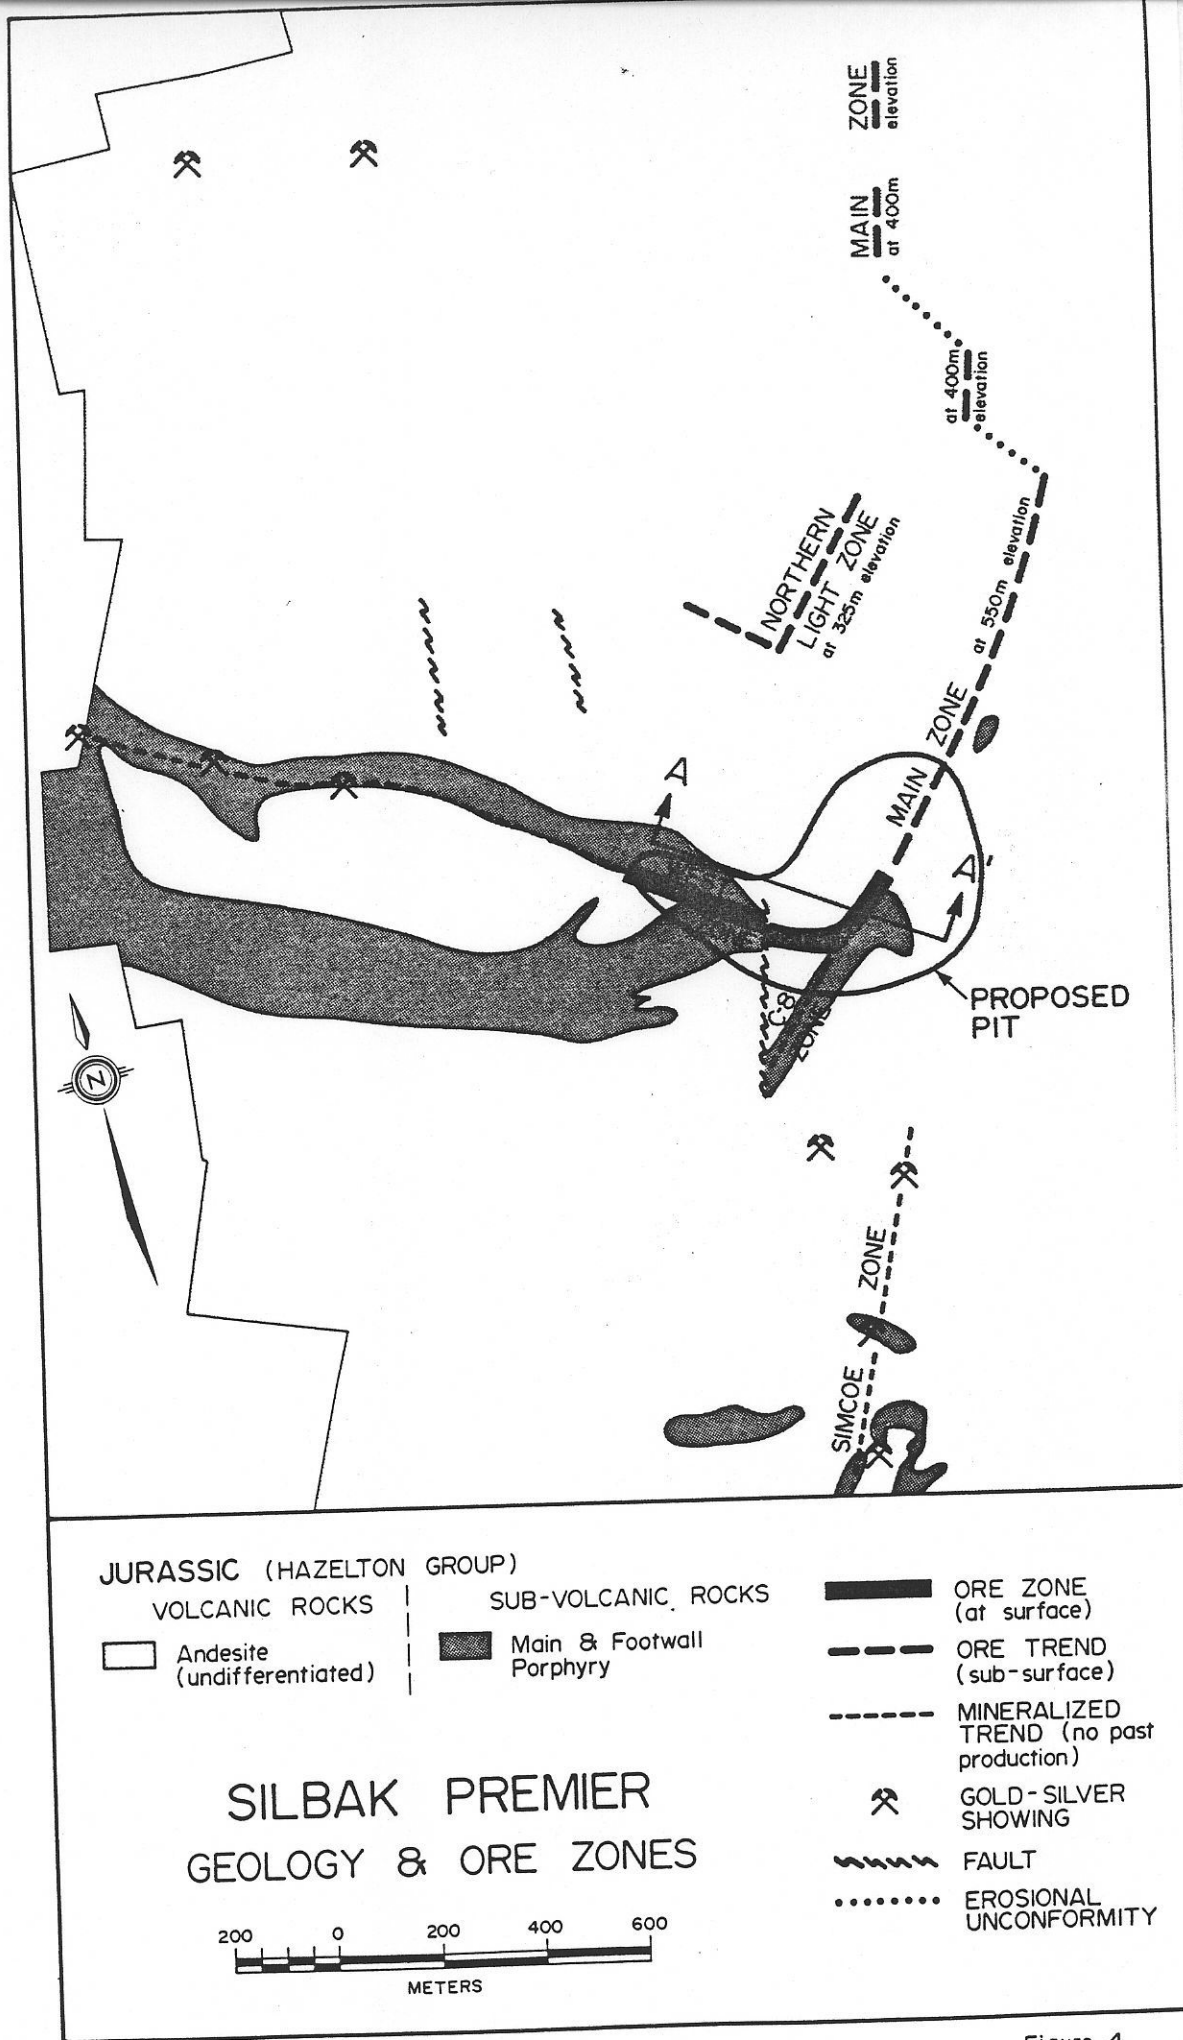 MAIN ZONE
at 400m elevation
at 400m
elevation
NORTHERN
LIGHT ZONE
at 325m elevation
MAIN ZONE
at 550m elevation
A
A'
C-8
ZONE
PROPOSED
PIT
N
SIMCOE ZONE
JURASSIC (HAZELTON GROUP)
VOLCANIC ROCKS
SUB-VOLCANIC ROCKS
Andesite
(undifferentiated)
Main & Footwall
Porphyry
ORE ZONE
(at surface)
ORE TREND
(sub-surface)
MINERALIZED
TREND (no past
production)
GOLD-SILVER
SHOWING
FAULT
EROSIONAL
UNCONFORMITY
SILBAK PREMIER
GEOLOGY & ORE ZONES
200 0 200 400 600
METERS
Figure 4